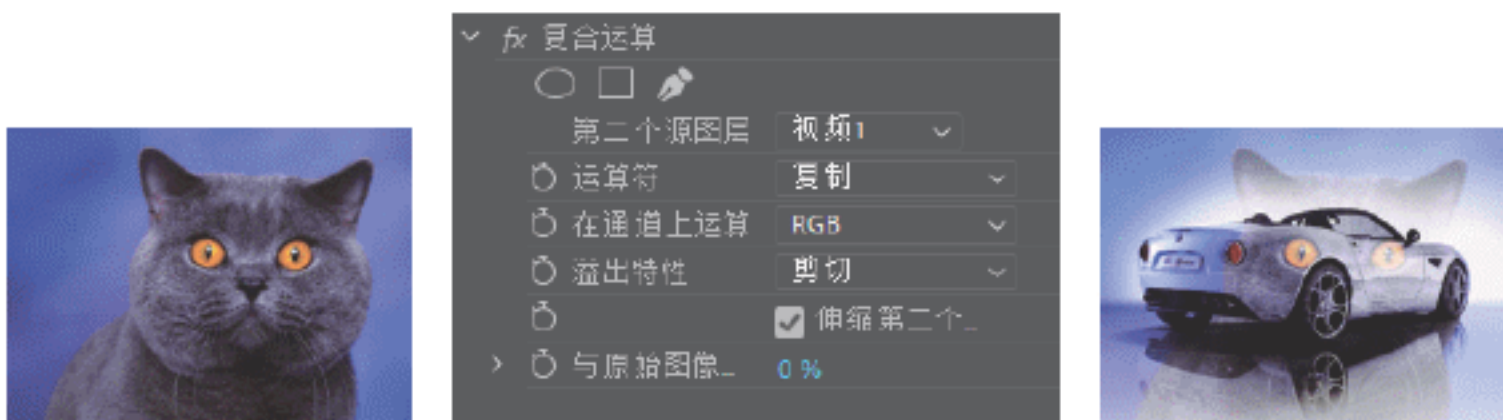 fx 复合运算
第二个源图层 视频1
运算符 复制
在通道上运算 RGB
溢出特性 剪切
伸缩第二个...
与原始图像... 0 %